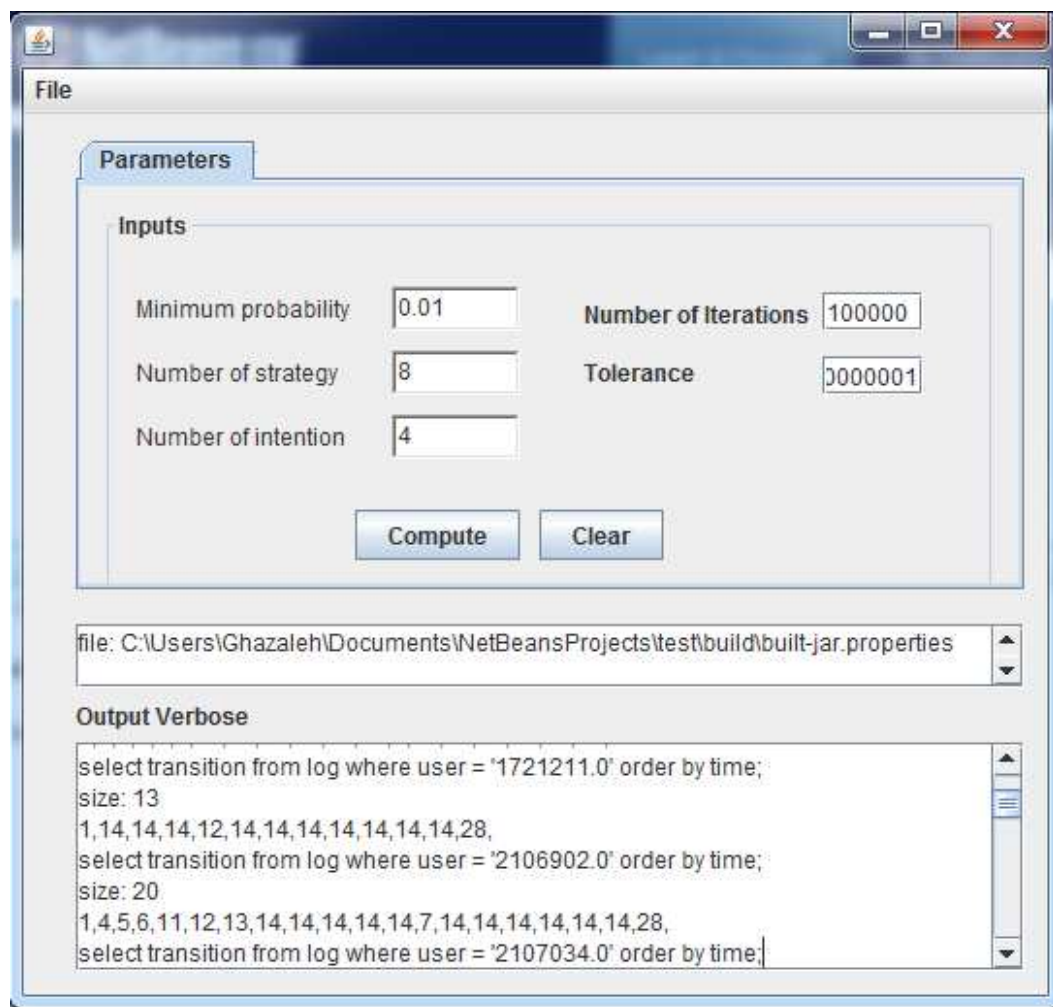 File
Parameters
Inputs
Minimum probability 0.01
Number of Iterations 100000
Number of strategy 8
Tolerance 0000001
Number of intention 4
Compute Clear
file: C:\Users\Ghazaleh\Documents\NetBeansProjects\test\build\built-jar.properties
Output Verbose
select transition from log where user = '1721211.0' order by time;
size: 13
1,14,14,14,12,14,14,14,14,14,14,14,28,
select transition from log where user = '2106902.0' order by time;
size: 20
1,4,5,6,11,12,13,14,14,14,14,14,7,14,14,14,14,14,14,28,
select transition from log where user = '2107034.0' order by time;